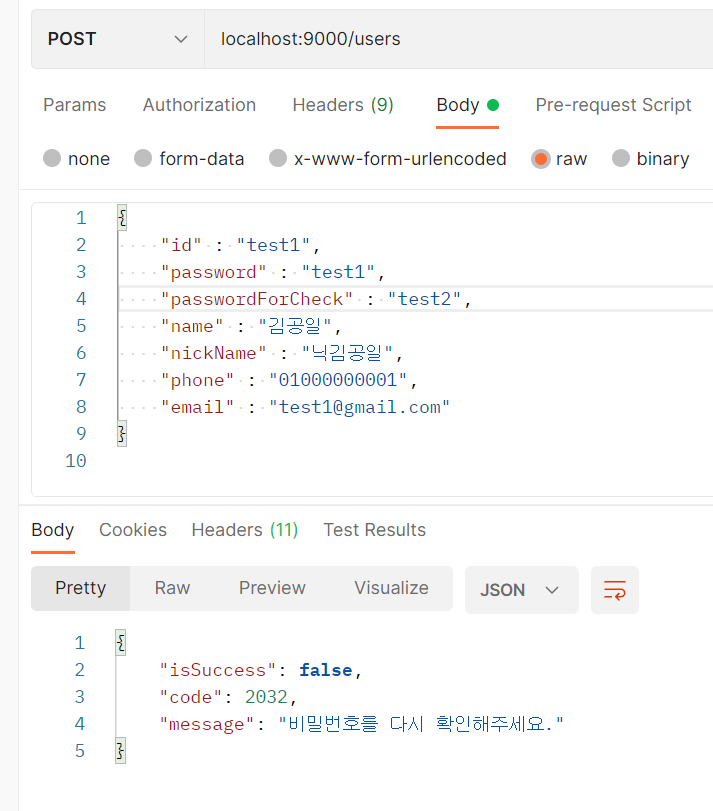 POST localhost:9000/users
Params Authorization Headers (9) Body Pre-request Script
none form-data x-www-form-urlencoded raw binary
1 {
2 "id" : "test1",
3 "password" : "test1",
4 "passwordForCheck" : "test2",
5 "name" : "김공일",
6 "nickName" : "닉김공일",
7 "phone" : "01000000001",
8 "email" : "test1@gmail.com"
9 }
10
Body Cookies Headers (11) Test Results
Pretty Raw Preview Visualize JSON
1 {
2 "isSuccess": false,
3 "code": 2032,
4 "message": "비밀번호를 다시 확인해주세요."
5 }